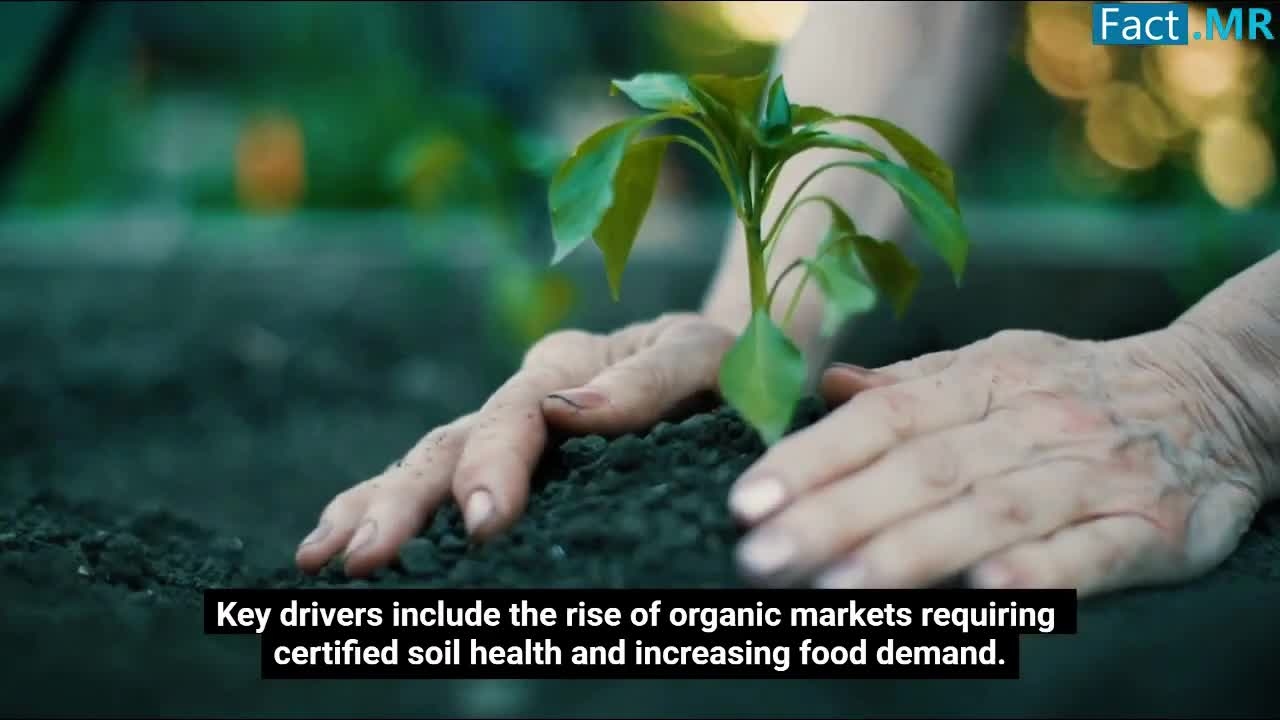 Fact.MR
Key drivers include the rise of organic markets requiring
certified soil health and increasing food demand.